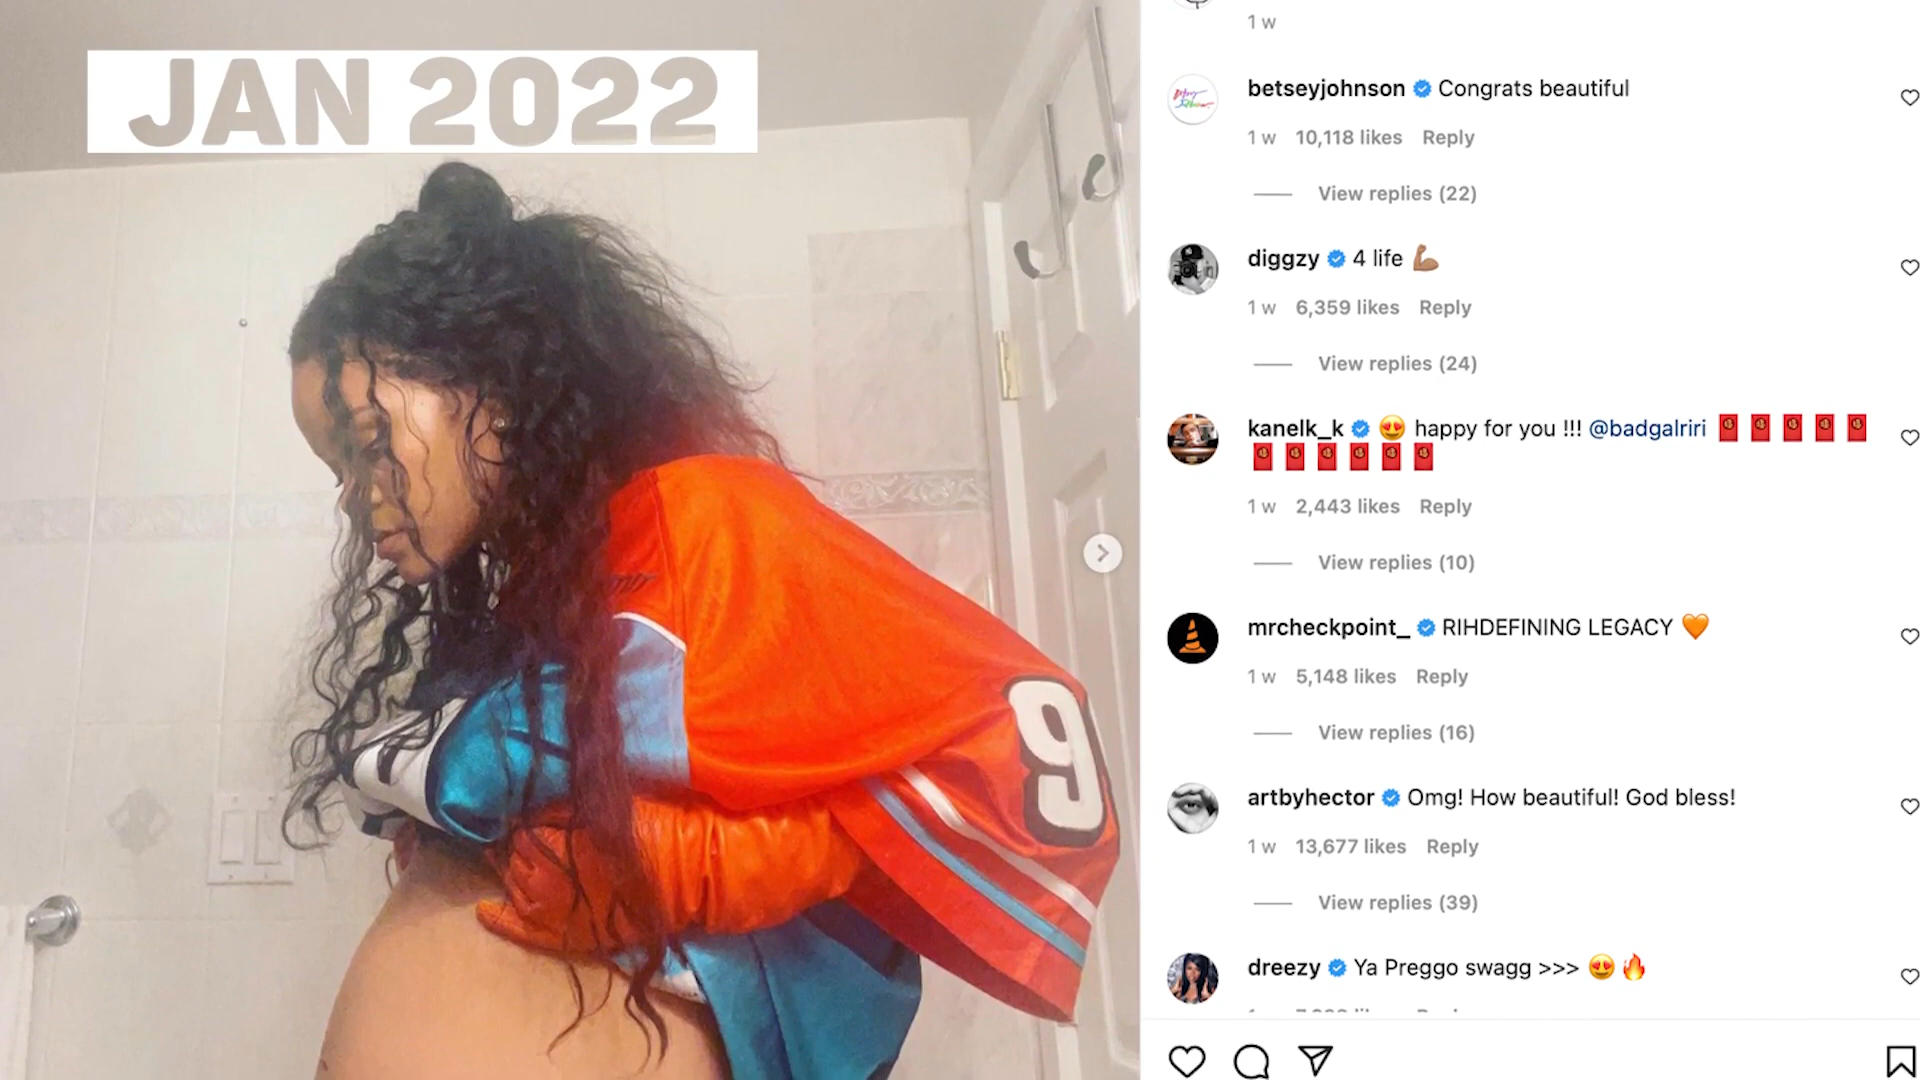 JAN 2022
9
1 w
betseyjohnson Congrats beautiful
1 w 10,118 likes Reply
View replies (22)
diggzy 4 life 💪🏽
1 w 6,359 likes Reply
View replies (24)
kanelk_k 😍 happy for you !!! @badgalriri 🧧🧧🧧🧧🧧
🧧🧧🧧🧧🧧🧧
1 w 2,443 likes Reply
View replies (10)
mrcheckpoint_ RIHDEFINING LEGACY 🧡
1 w 5,148 likes Reply
View replies (16)
artbyhector Omg! How beautiful! God bless!
1 w 13,677 likes Reply
View replies (39)
dreezy Ya Preggo swagg >>> 😍🔥